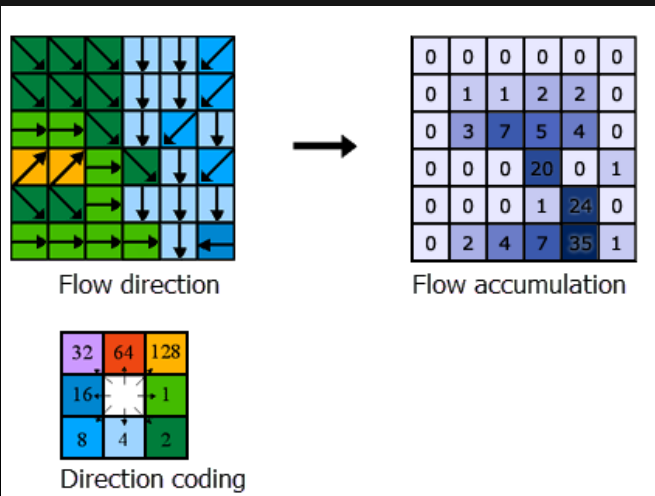 0 0 0 0 0 0
0 1 1 2 2 0
0 3 7 5 4 0
0 0 0 20 0 1
0 0 0 1 24 0
0 2 4 7 35 1
Flow direction
Flow accumulation
32 64 128
16 1
8 4 2
Direction coding